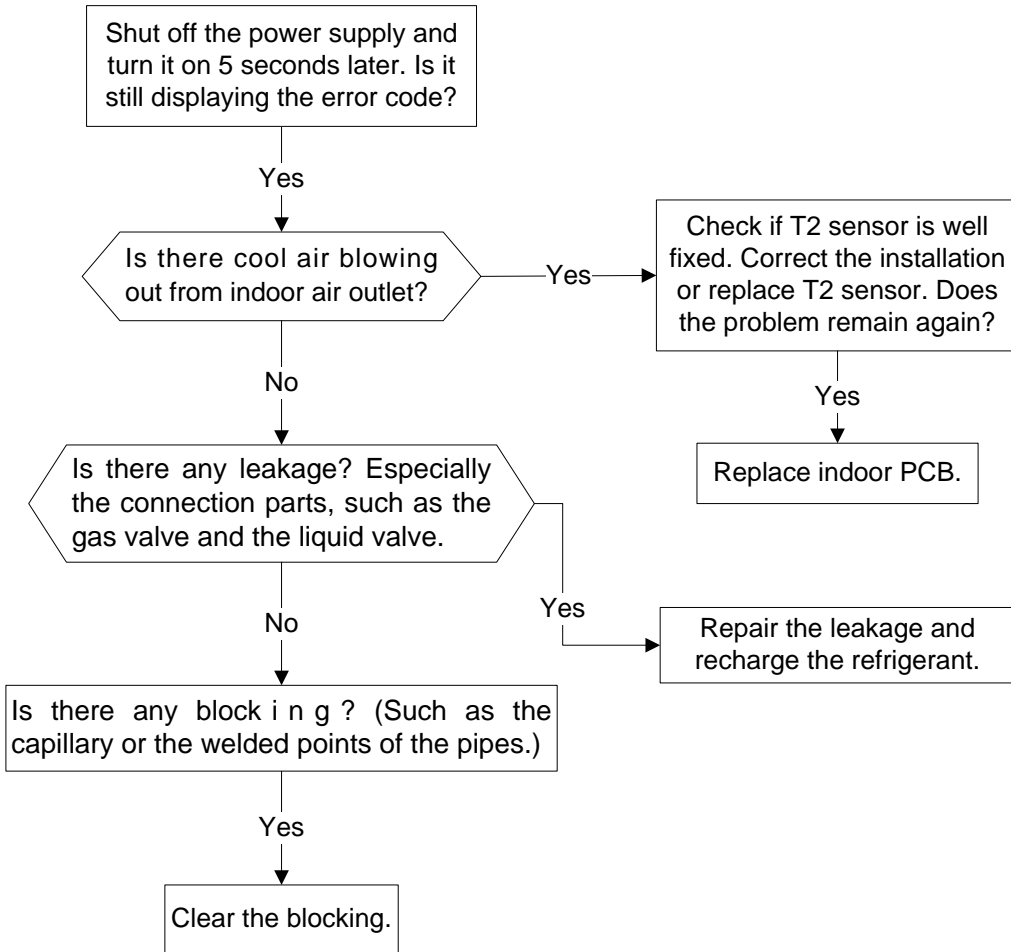 Shut off the power supply and
turn it on 5 seconds later. Is it
still displaying the error code?
Yes
Is there cool air blowing
out from indoor air outlet?
Yes
Check if T2 sensor is well
fixed. Correct the installation
or replace T2 sensor. Does
the problem remain again?
Yes
Replace indoor PCB.
No
Is there any leakage? Especially
the connection parts, such as the
gas valve and the liquid valve.
Yes
Repair the leakage and
recharge the refrigerant.
No
Is there any blocking? (Such as the
capillary or the welded points of the pipes.)
Yes
Clear the blocking.